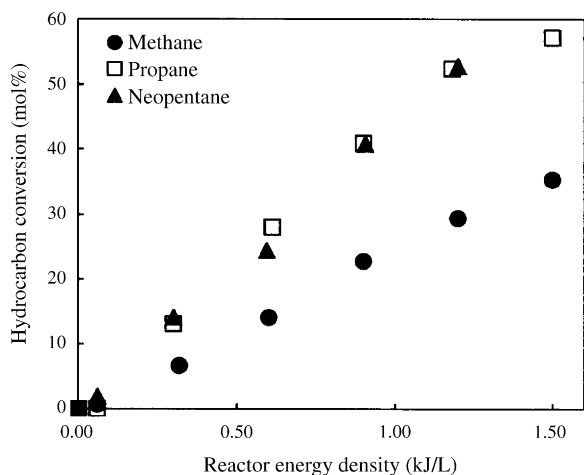 60
50
40
30
20
10
0
Hydrocarbon conversion (mol%)
Methane
Propane
Neopentane
0.00 0.50 1.00 1.50
Reactor energy density (kJ/L)